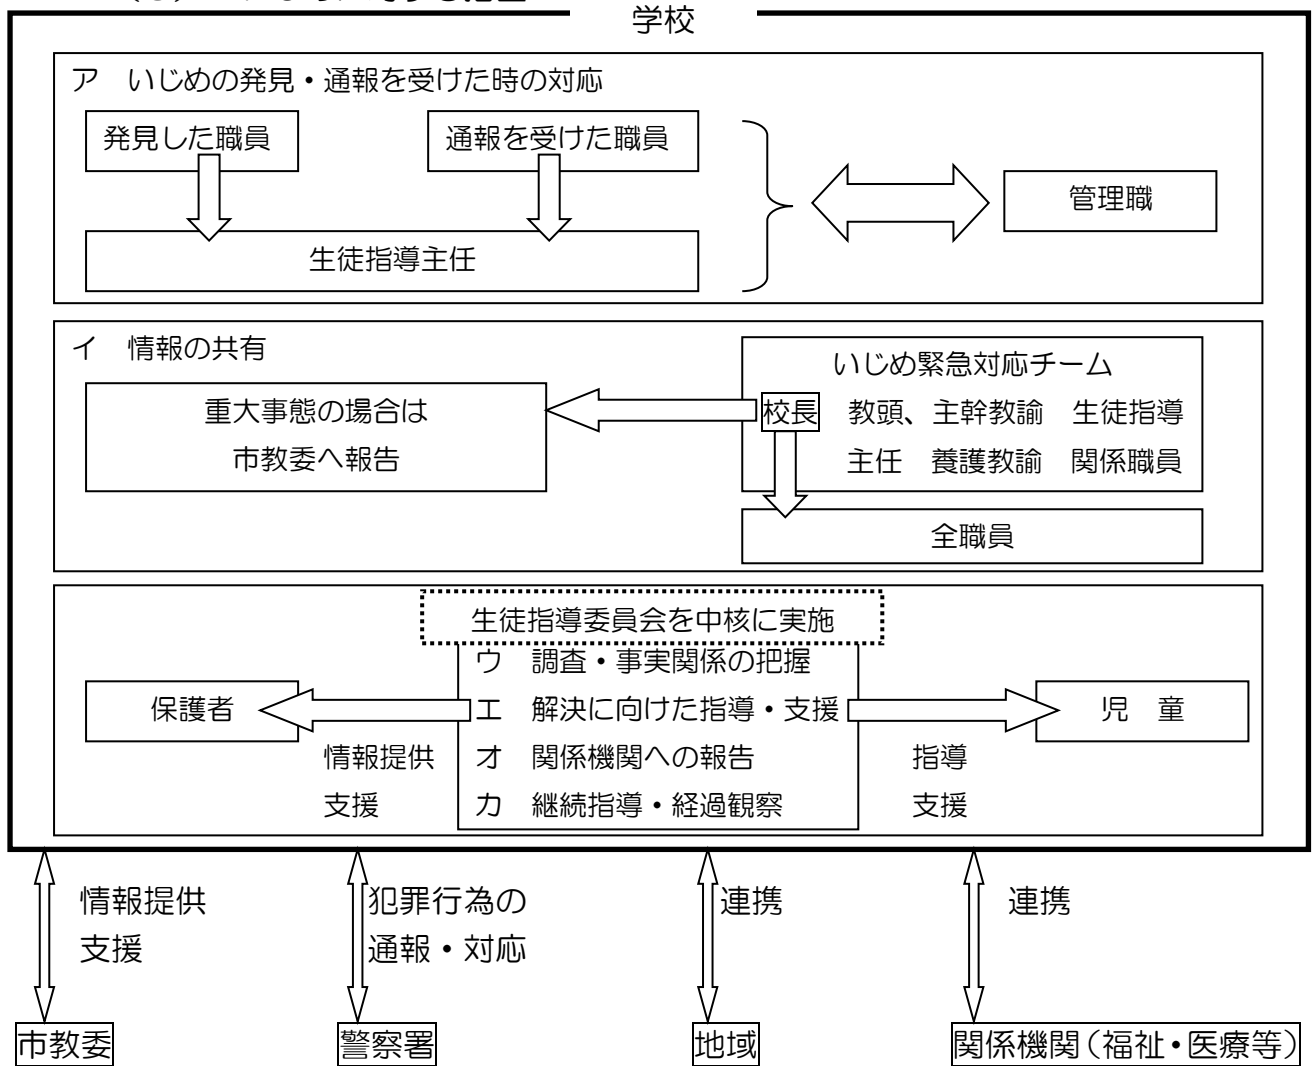 学校
ア　いじめの発見・通報を受けた時の対応
発見した職員
通報を受けた職員
管理職
生徒指導主任
イ　情報の共有
いじめ緊急対応チーム
重大事態の場合は
市教委へ報告
校長　教頭、主幹教諭　生徒指導
主任　養護教諭　関係職員
全職員
生徒指導委員会を中核に実施
ウ　調査・事実関係の把握
エ　解決に向けた指導・支援
オ　関係機関への報告
カ　継続指導・経過観察
保護者
情報提供
支援
児　童
指導
支援
情報提供
支援
犯罪行為の
通報・対応
連携
連携
市教委
警察署
地域
関係機関（福祉・医療等）